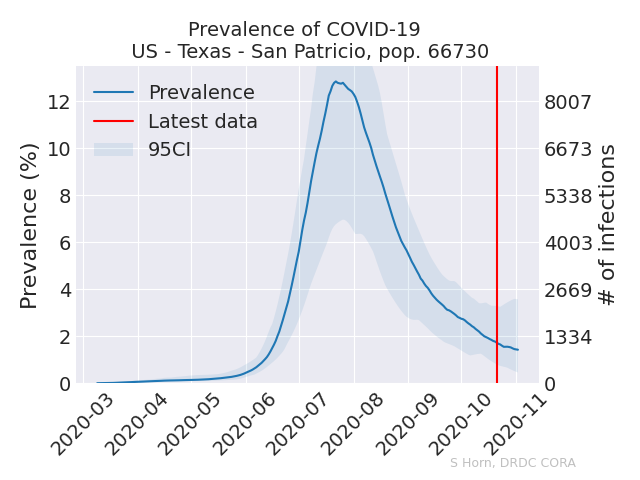 Prevalence of COVID-19
US - Texas - San Patricio, pop. 66730
Prevalence
Latest data
95CI
Prevalence (%)
12
10
8
6
4
2
0
8007
6673
5338
4003
2669
1334
0
# of infections
2020-03
2020-04
2020-05
2020-06
2020-07
2020-08
2020-09
2020-10
2020-11
S Horn, DRDC CORA